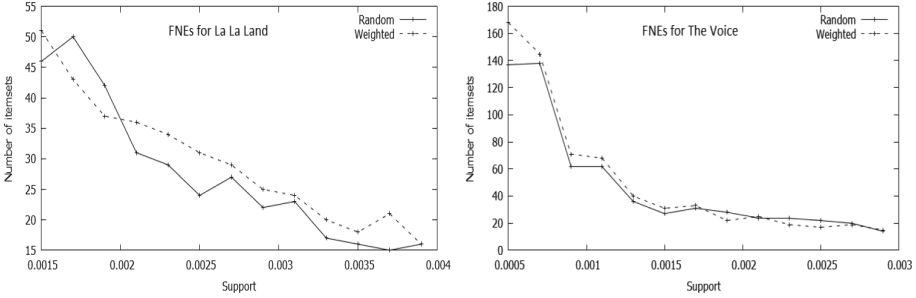 FNEs for La La Land
Random
Weighted
Number of itemsets
55
50
45
40
35
30
25
20
15
0.0015 0.002 0.0025 0.003 0.0035 0.004
Support
FNEs for The Voice
Random
Weighted
Number of itemsets
180
160
140
120
100
80
60
40
20
0
0.0005 0.001 0.0015 0.002 0.0025 0.003
Support